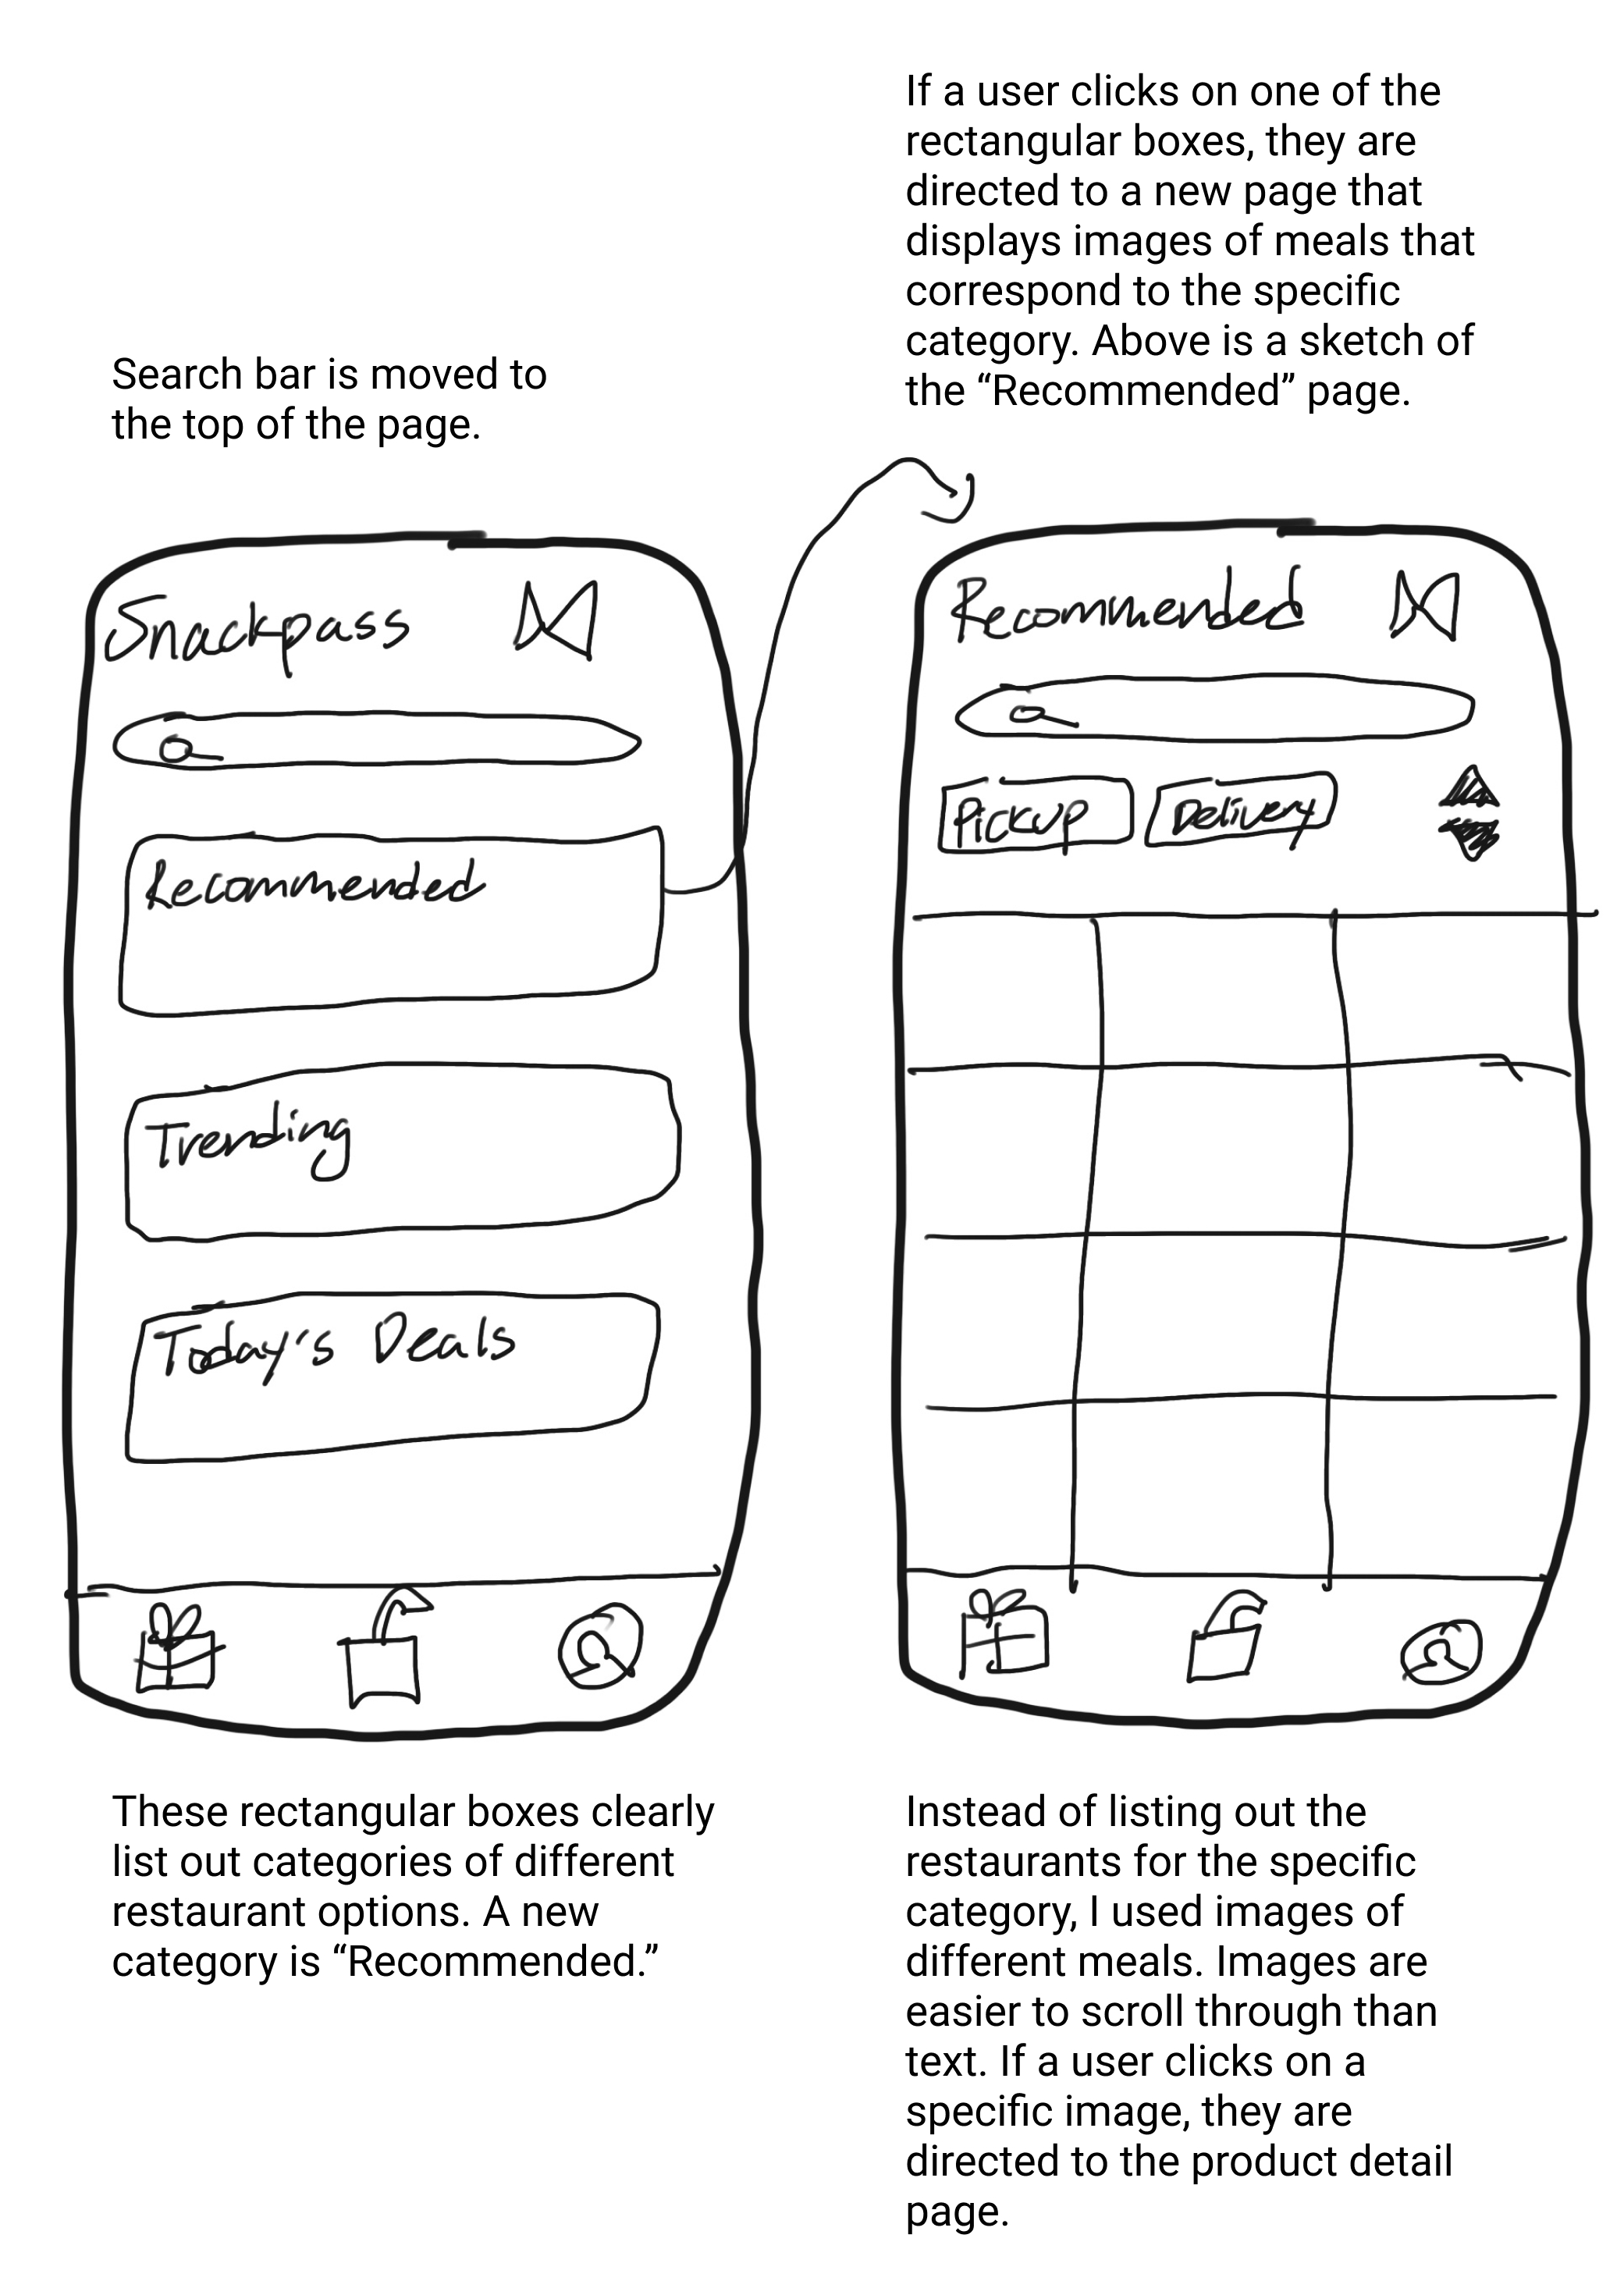 If a user clicks on one of the
rectangular boxes, they are
directed to a new page that
displays images of meals that
correspond to the specific
category. Above is a sketch of
the “Recommended” page.
Search bar is moved to
the top of the page.
Snackpass
Recommended
Trending
Today's Deals
Recommended
Pickup
Delivery
These rectangular boxes clearly
list out categories of different
restaurant options. A new
category is “Recommended.”
Instead of listing out the
restaurants for the specific
category, I used images of
different meals. Images are
easier to scroll through than
text. If a user clicks on a
specific image, they are
directed to the product detail
page.